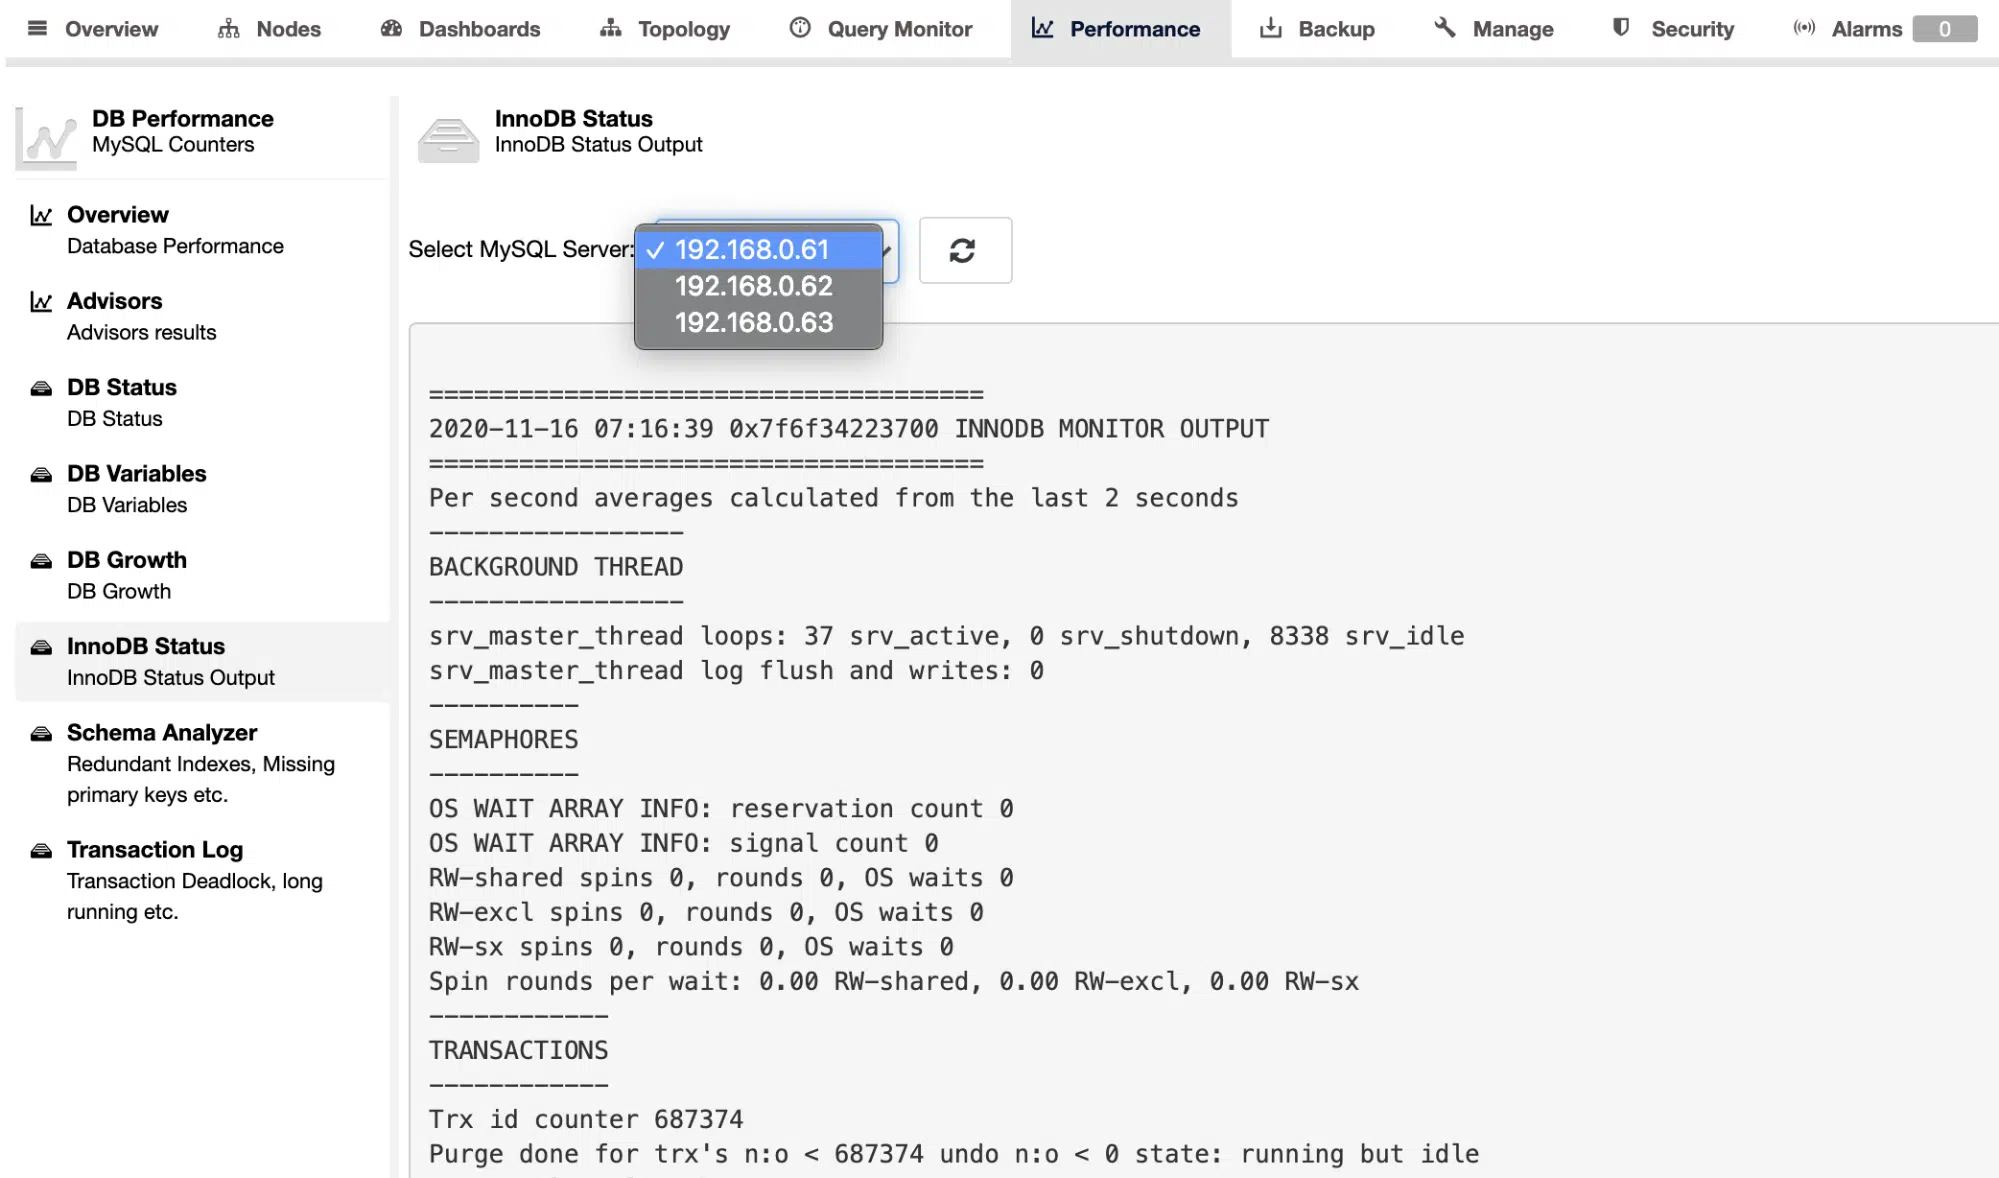 Overview Nodes Dashboards Topology Query Monitor Performance Backup Manage Security Alarms 0
DB Performance
MySQL Counters
Overview
Database Performance
Advisors
Advisors results
DB Status
DB Status
DB Variables
DB Variables
DB Growth
DB Growth
InnoDB Status
InnoDB Status Output
Schema Analyzer
Redundant Indexes, Missing
primary keys etc.
Transaction Log
Transaction Deadlock, long
running etc.
InnoDB Status
InnoDB Status Output
Select MySQL Server: ✓ 192.168.0.61
192.168.0.62
192.168.0.63
=====================================
2020-11-16 07:16:39 0x7f6f34223700 INNODB MONITOR OUTPUT
=====================================
Per second averages calculated from the last 2 seconds
-----------------
BACKGROUND THREAD
-----------------
srv_master_thread loops: 37 srv_active, 0 srv_shutdown, 8338 srv_idle
srv_master_thread log flush and writes: 0
----------
SEMAPHORES
----------
OS WAIT ARRAY INFO: reservation count 0
OS WAIT ARRAY INFO: signal count 0
RW-shared spins 0, rounds 0, OS waits 0
RW-excl spins 0, rounds 0, OS waits 0
RW-sx spins 0, rounds 0, OS waits 0
Spin rounds per wait: 0.00 RW-shared, 0.00 RW-excl, 0.00 RW-sx
------------
TRANSACTIONS
------------
Trx id counter 687374
Purge done for trx's n:o < 687374 undo n:o < 0 state: running but idle